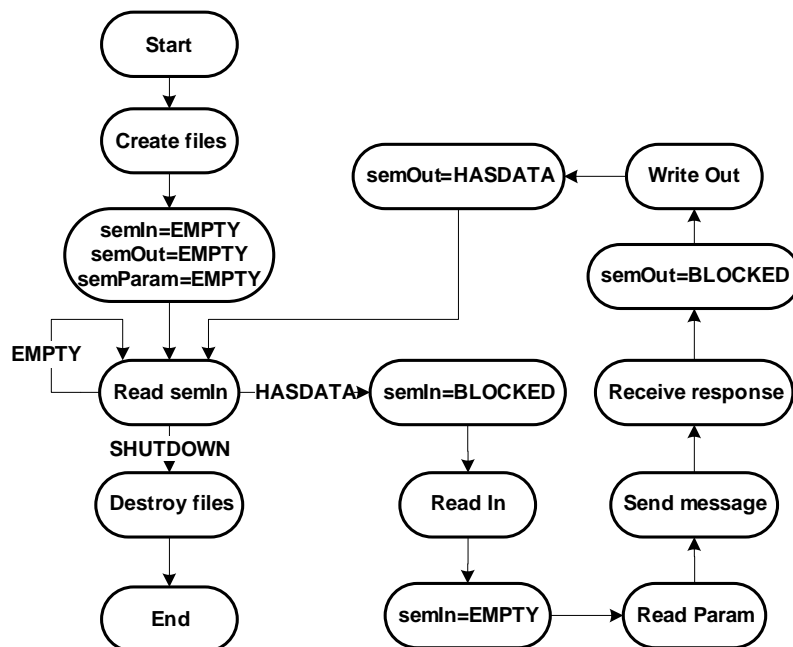 Start
Create files
semIn=EMPTY
semOut=EMPTY
semParam=EMPTY
EMPTY
Read semIn
SHUTDOWN
Destroy files
End
HASDATA
semIn=BLOCKED
Read In
semIn=EMPTY
Read Param
Send message
Receive response
semOut=BLOCKED
Write Out
semOut=HASDATA